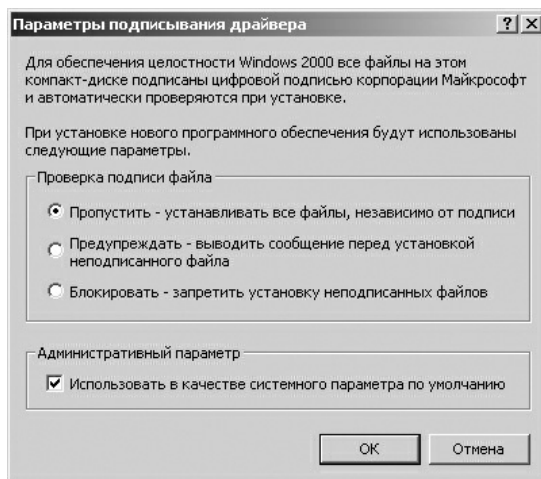 Параметры подписывания драйвера
Для обеспечения целостности Windows 2000 все файлы на этом
компакт-диске подписаны цифровой подписью корпорации Майкрософт
и автоматически проверяются при установке.
При установке нового программного обеспечения будут использованы
следующие параметры.
Проверка подписи файла
Пропустить - устанавливать все файлы, независимо от подписи
Предупреждать - выводить сообщение перед установкой
неподписанного файла
Блокировать - запретить установку неподписанных файлов
Административный параметр
Использовать в качестве системного параметра по умолчанию
ОК
Отмена